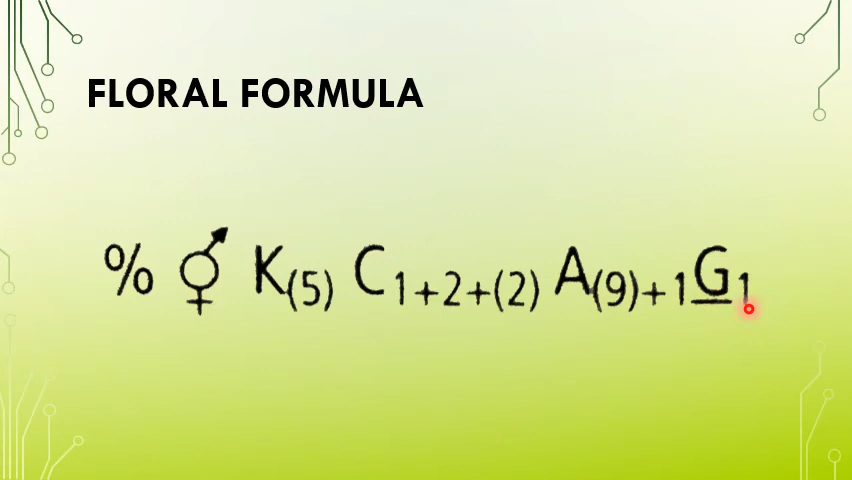 FLORAL FORMULA
% ⚥ K(5) C1+2+(2) A(9)+1 G1